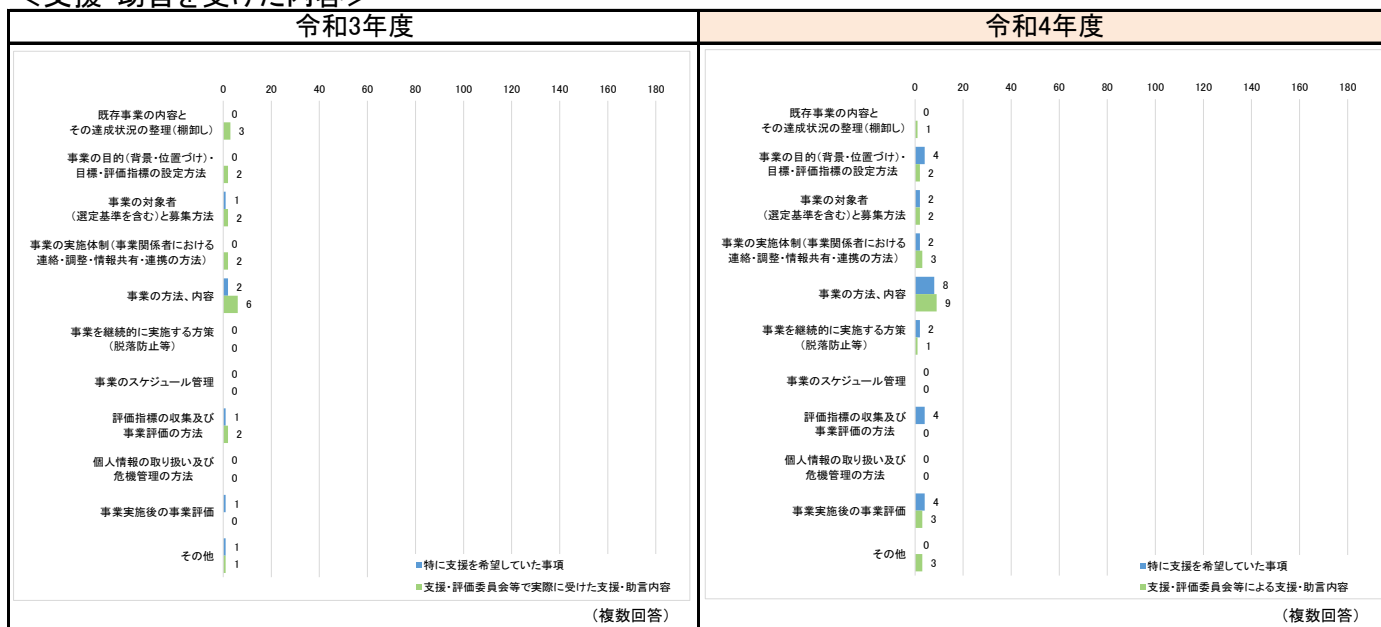 ＜支援・助言を受けた内容＞
令和3年度
0 20 40 60 80 100 120 140 160 180
既存事業の内容と
その達成状況の整理（棚卸し）
0
3
事業の目的（背景・位置づけ）・
目標・評価指標の設定方法
0
2
事業の対象者
（選定基準を含む）と募集方法
1
2
事業の実施体制（事業関係者における
連絡・調整・情報共有・連携の方法）
0
2
事業の方法、内容
2
6
事業を継続的に実施する方策
（脱落防止等）
0
0
事業のスケジュール管理
0
0
評価指標の収集及び
事業評価の方法
1
2
個人情報の取り扱い及び
危機管理の方法
0
0
事業実施後の事業評価
1
0
その他
1
1
■特に支援を希望していた事項
■支援・評価委員会等で実際に受けた支援・助言内容
（複数回答）
令和4年度
0 20 40 60 80 100 120 140 160 180
既存事業の内容と
その達成状況の整理（棚卸し）
0
1
事業の目的（背景・位置づけ）・
目標・評価指標の設定方法
4
2
事業の対象者
（選定基準を含む）と募集方法
2
2
事業の実施体制（事業関係者における
連絡・調整・情報共有・連携の方法）
2
3
事業の方法、内容
8
9
事業を継続的に実施する方策
（脱落防止等）
2
1
事業のスケジュール管理
0
0
評価指標の収集及び
事業評価の方法
4
0
個人情報の取り扱い及び
危機管理の方法
0
0
事業実施後の事業評価
4
3
その他
0
3
■特に支援を希望していた事項
■支援・評価委員会等による支援・助言内容
（複数回答）